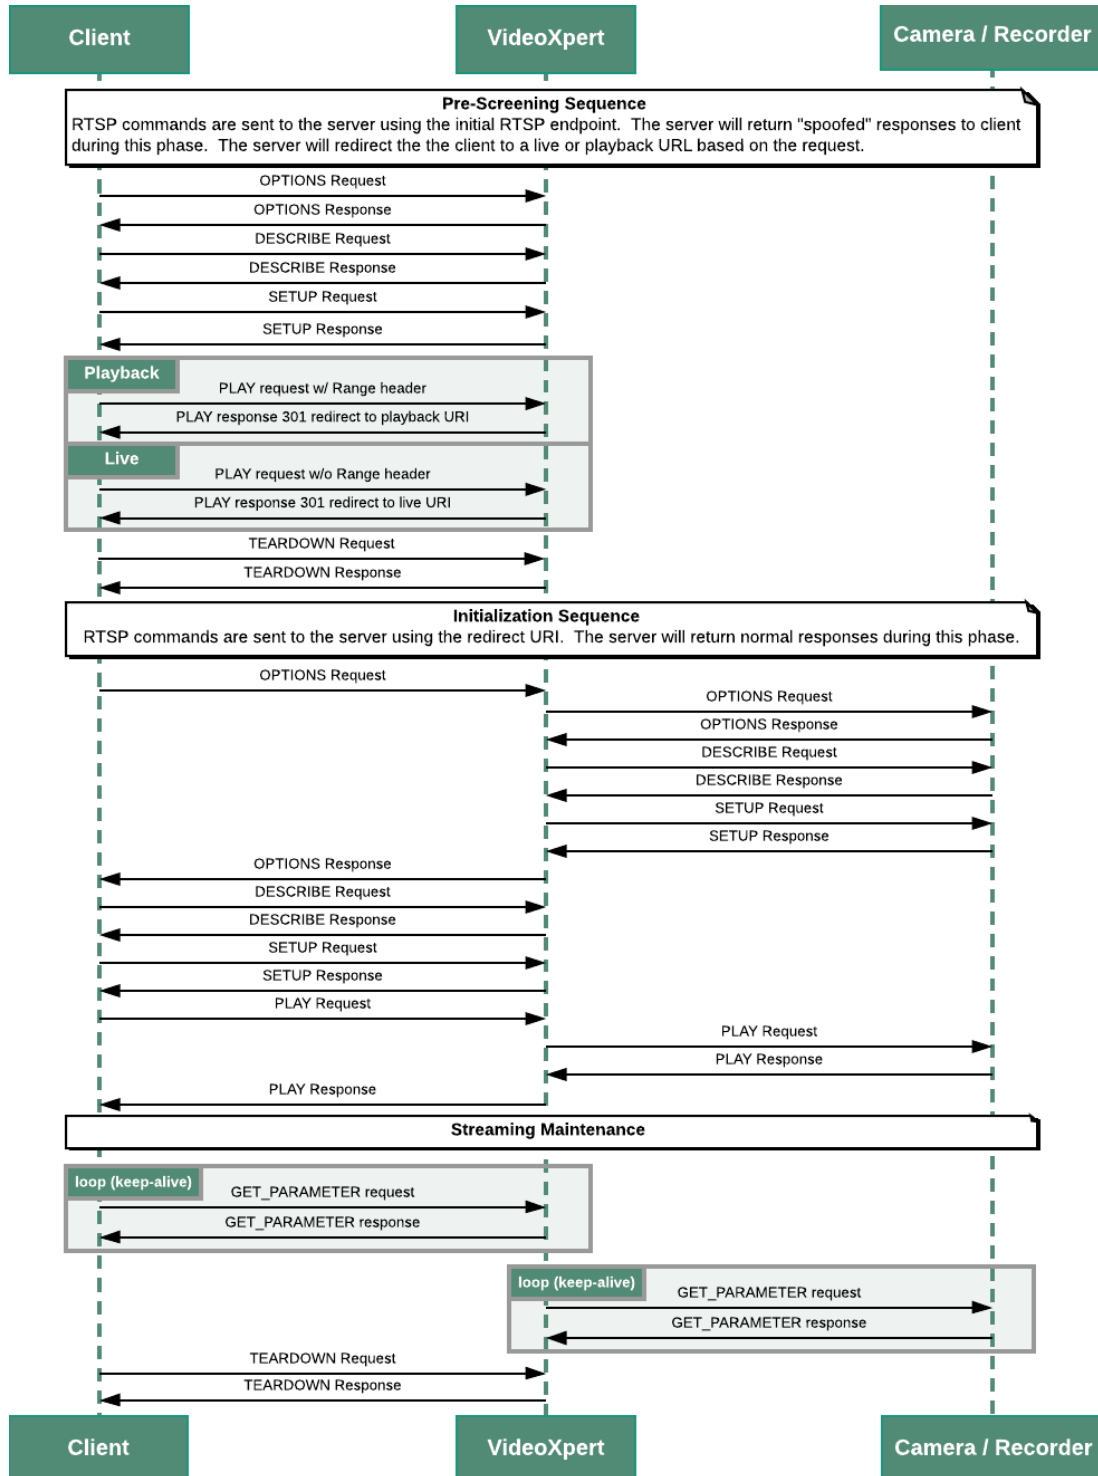 Client
VideoXpert
Camera / Recorder
Pre-Screening Sequence
RTSP commands are sent to the server using the initial RTSP endpoint.  The server will return "spoofed" responses to client
during this phase.  The server will redirect the the client to a live or playback URL based on the request.
OPTIONS Request
OPTIONS Response
DESCRIBE Request
DESCRIBE Response
SETUP Request
SETUP Response
Playback
PLAY request w/ Range header
PLAY response 301 redirect to playback URI
Live
PLAY request w/o Range header
PLAY response 301 redirect to live URI
TEARDOWN Request
TEARDOWN Response
Initialization Sequence
RTSP commands are sent to the server using the redirect URI.  The server will return normal responses during this phase.
OPTIONS Request
OPTIONS Request
OPTIONS Response
DESCRIBE Request
DESCRIBE Response
SETUP Request
SETUP Response
OPTIONS Response
DESCRIBE Request
DESCRIBE Response
SETUP Request
SETUP Response
PLAY Request
PLAY Request
PLAY Response
PLAY Response
Streaming Maintenance
loop (keep-alive)
GET_PARAMETER request
GET_PARAMETER response
loop (keep-alive)
GET_PARAMETER request
GET_PARAMETER response
TEARDOWN Request
TEARDOWN Response
Client
VideoXpert
Camera / Recorder